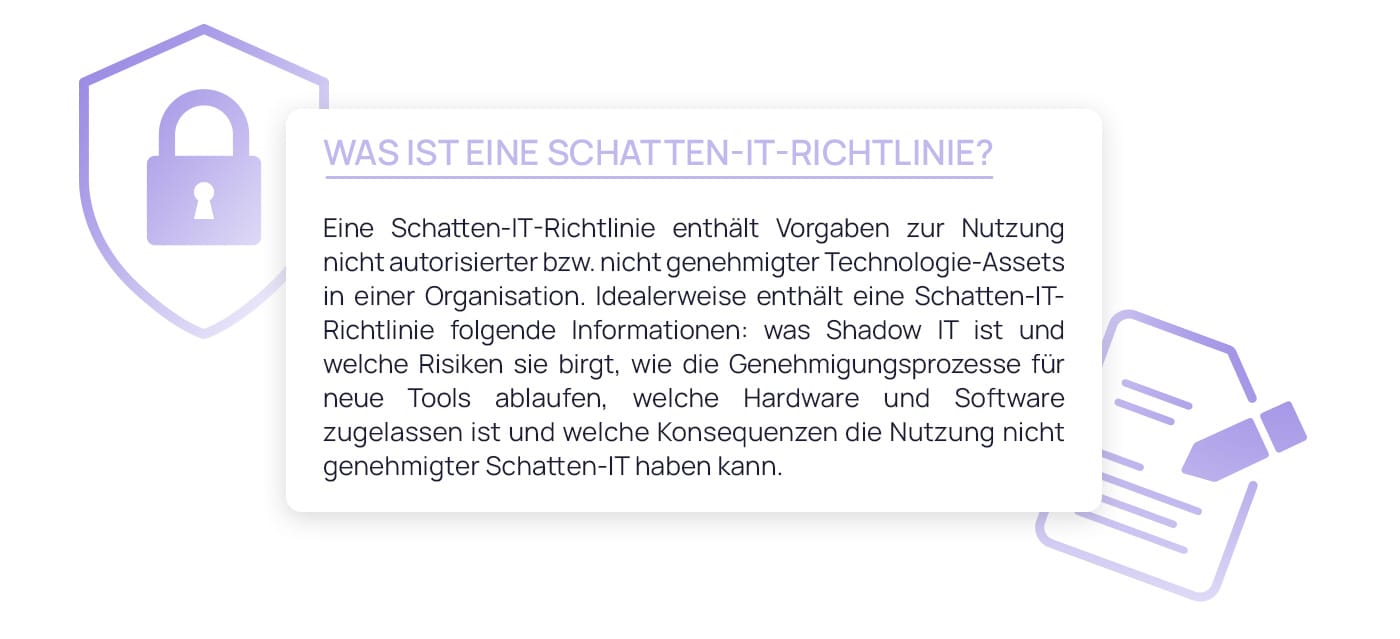 WAS IST EINE SCHATTEN-IT-RICHTLINIE?
Eine Schatten-IT-Richtlinie enthält Vorgaben zur Nutzung
nicht autorisierter bzw. nicht genehmigter Technologie-Assets
in einer Organisation. Idealerweise enthält eine Schatten-IT-
Richtlinie folgende Informationen: was Shadow IT ist und
welche Risiken sie birgt, wie die Genehmigungsprozesse für
neue Tools ablaufen, welche Hardware und Software
zugelassen ist und welche Konsequenzen die Nutzung nicht
genehmigter Schatten-IT haben kann.